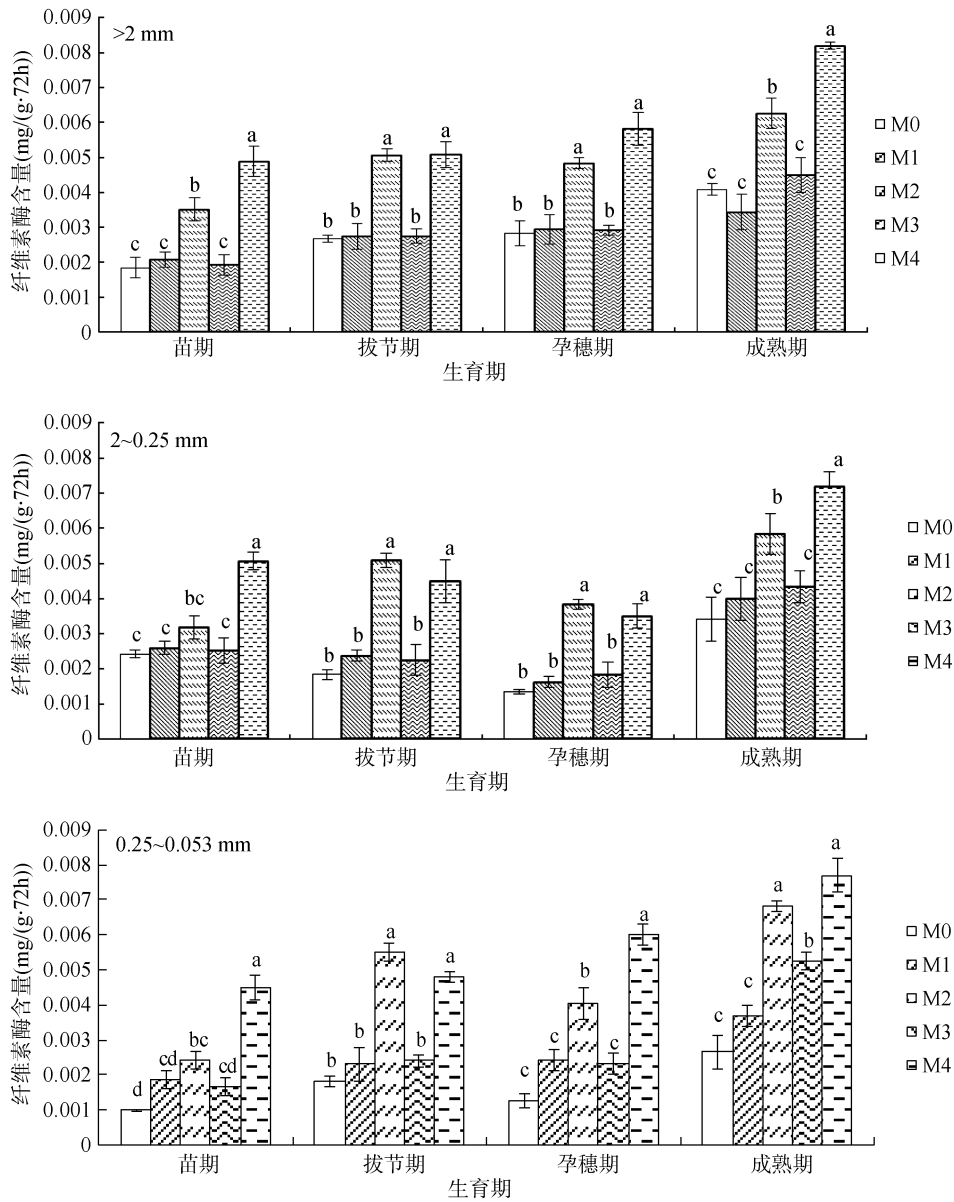 纤维素酶含量(mg/(g·72h))
0.009
0.008
0.007
0.006
0.005
0.004
0.003
0.002
0.001
0
>2 mm
c c b c a
b b a b a
b b a b a
c c b c a
苗期 拔节期 孕穗期 成熟期
生育期
M0
M1
M2
M3
M4
纤维素酶含量(mg/(g·72h))
0.009
0.008
0.007
0.006
0.005
0.004
0.003
0.002
0.001
0
2~0.25 mm
c c bc c a
b b a b a
b b a b a
c c b c a
苗期 拔节期 孕穗期 成熟期
生育期
M0
M1
M2
M3
M4
纤维素酶含量(mg/(g·72h))
0.009
0.008
0.007
0.006
0.005
0.004
0.003
0.002
0.001
0
0.25~0.053 mm
d cd bc cd a
b b a b a
c c b c a
c c a b a
苗期 拔节期 孕穗期 成熟期
生育期
M0
M1
M2
M3
M4